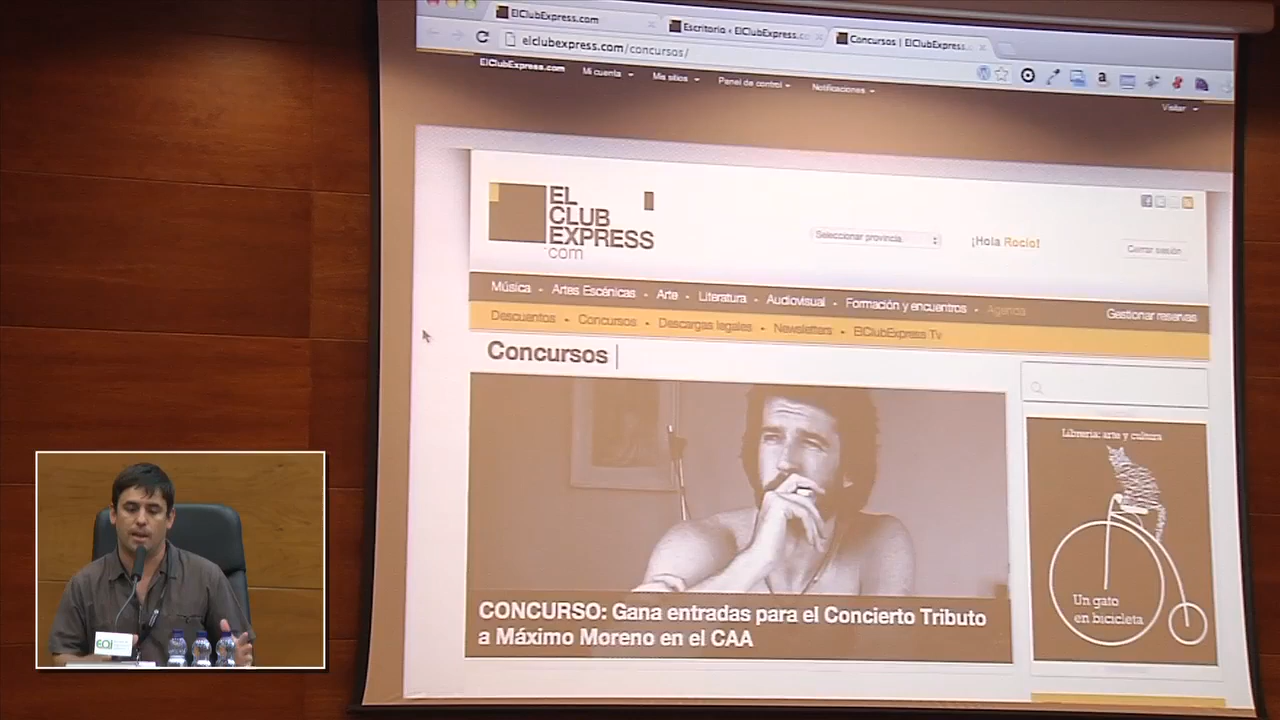 ElClubExpress.com
Escritorio ‹ ElClubExpress.co
Concursos | ElClubExpress.
elclubexpress.com/concursos/
ElClubExpress.com Mi cuenta Mis sitios Panel de control Notificaciones
Visitar
EL
CLUB
EXPRESS
.com
Seleccionar provincia
¡Hola Rocío!
Cerrar sesión
Música • Artes Escénicas • Arte • Literatura • Audiovisual • Formación y encuentros • Agenda
Gestionar reservas
Descuentos • Concursos • Descargas legales • Newsletters • ElClubExpress Tv
Concursos |
CONCURSO: Gana entradas para el Concierto Tributo
a Máximo Moreno en el CAA
Librería: arte y cultura
Un gato
en bicicleta
EOI